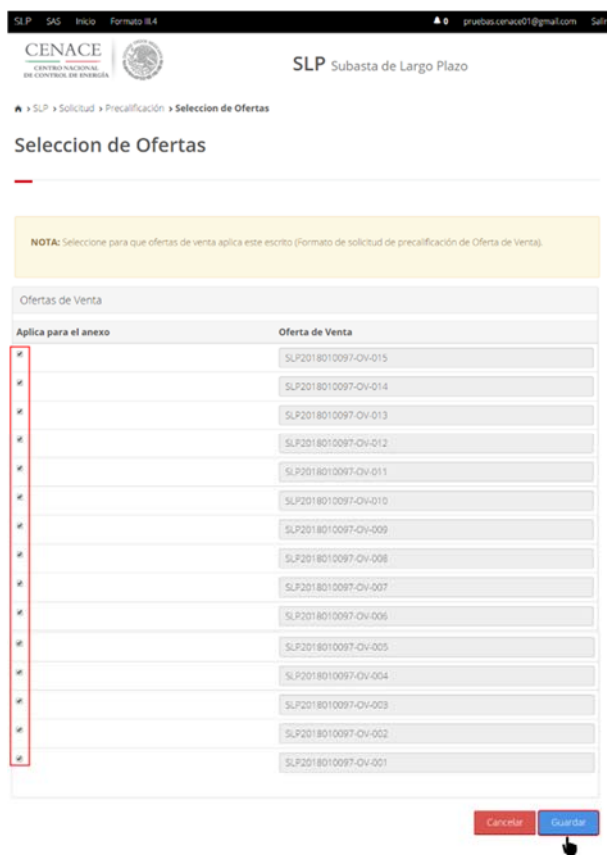 SLP SAS Inicio Formato III.4 0 pruebas.cenace01@gmail.com Salir
CENACE
CENTRO NACIONAL
DE CONTROL DE ENERGÍA
SLP Subasta de Largo Plazo
> SLP > Solicitud > Precalificación > Seleccion de Ofertas
Seleccion de Ofertas
NOTA: Seleccione para que ofertas de venta aplica este escrito (Formato de solicitud de precalificación de Oferta de Venta).
Ofertas de Venta
Aplica para el anexo Oferta de Venta
SLP2018010097-OV-015
SLP2018010097-OV-014
SLP2018010097-OV-013
SLP2018010097-OV-012
SLP2018010097-OV-011
SLP2018010097-OV-010
SLP2018010097-OV-009
SLP2018010097-OV-008
SLP2018010097-OV-007
SLP2018010097-OV-006
SLP2018010097-OV-005
SLP2018010097-OV-004
SLP2018010097-OV-003
SLP2018010097-OV-002
SLP2018010097-OV-001
Cancelar Guardar